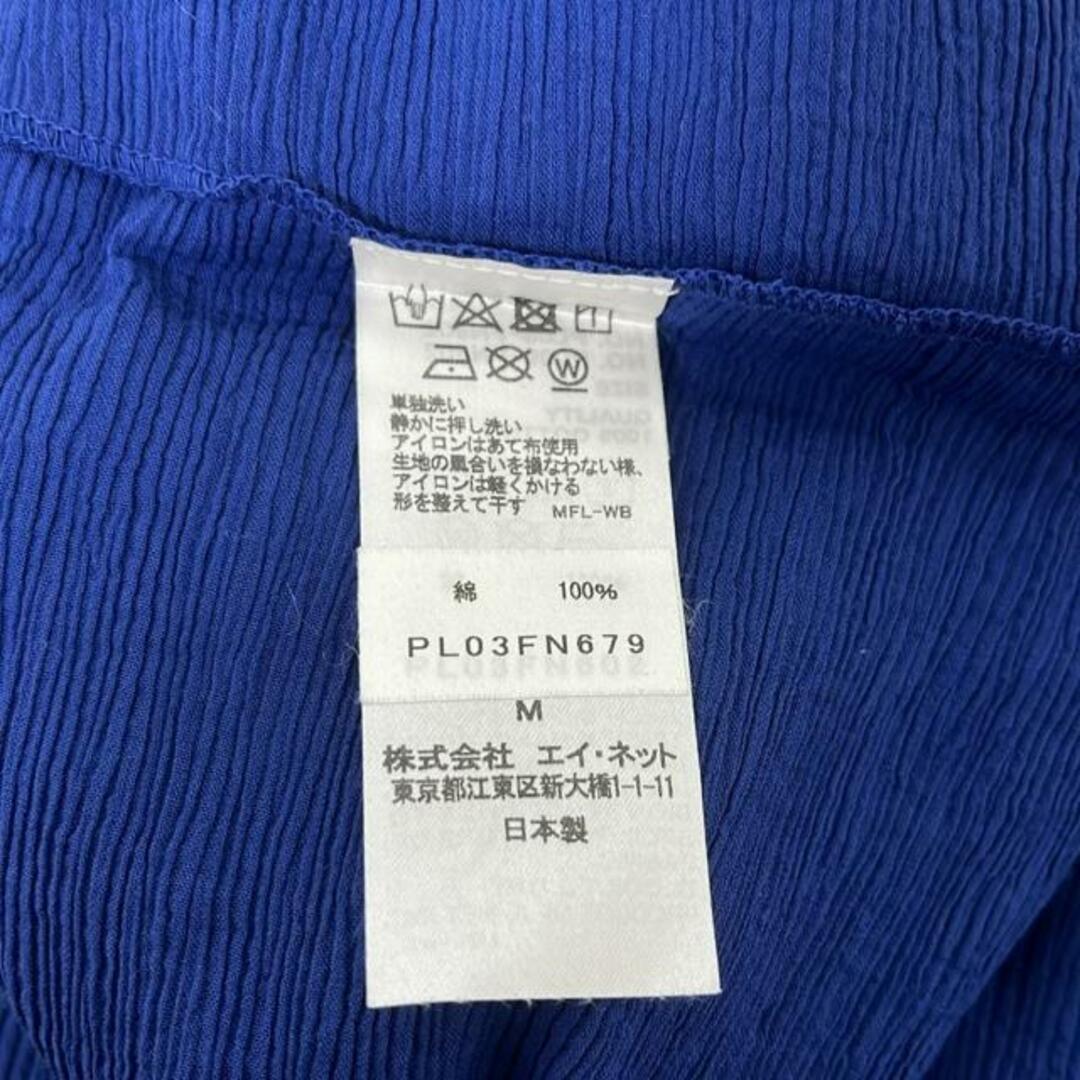 単独洗い
静かに押し洗い
アイロンはあて布使用
生地の風合いを損なわない様、
アイロンは軽くかける
形を整えて干す MFL-WB
綿 100%
PL03FN679
M
株式会社 エイ・ネット
東京都江東区新大橋1-1-11
日本製